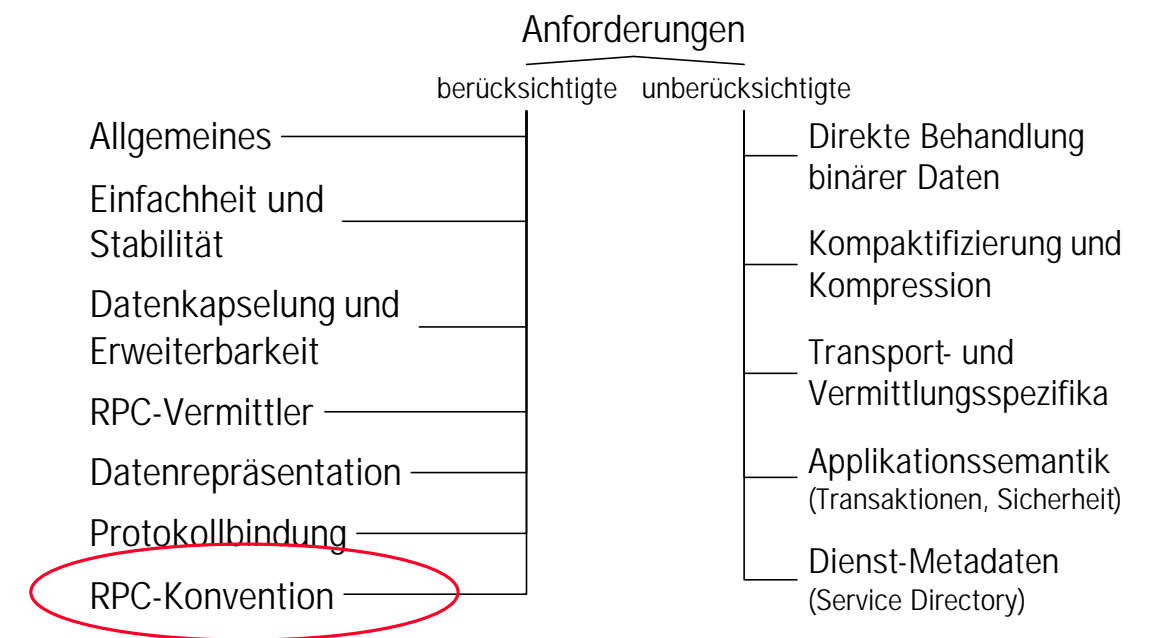 Anforderungen
berücksichtigte unberücksichtigte
Allgemeines
Einfachheit und
Stabilität
Datenkapselung und
Erweiterbarkeit
RPC-Vermittler
Datenrepräsentation
Protokollbindung
RPC-Konvention
Direkte Behandlung
binärer Daten
Kompaktifizierung und
Kompression
Transport- und
Vermittlungsspezifika
Applikationssemantik
(Transaktionen, Sicherheit)
Dienst-Metadaten
(Service Directory)